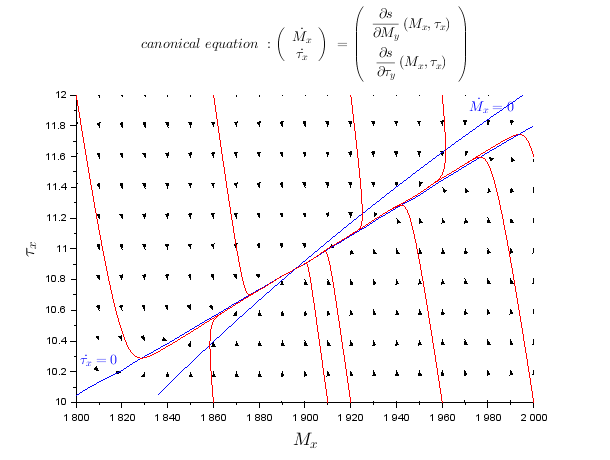 canonical equation : ( Ṁₓ τ̇ₓ ) = ( ∂s/∂M_y (Mₓ, τₓ) ∂s/∂τ_y (Mₓ, τₓ) )
12
Ṁₓ = 0
11.8
11.6
11.4
11.2
τₓ
11
10.8
10.6
10.4
τ̇ₓ = 0
10.2
10
1 800 1 820 1 840 1 860 1 880 1 900 1 920 1 940 1 960 1 980 2 000
Mₓ